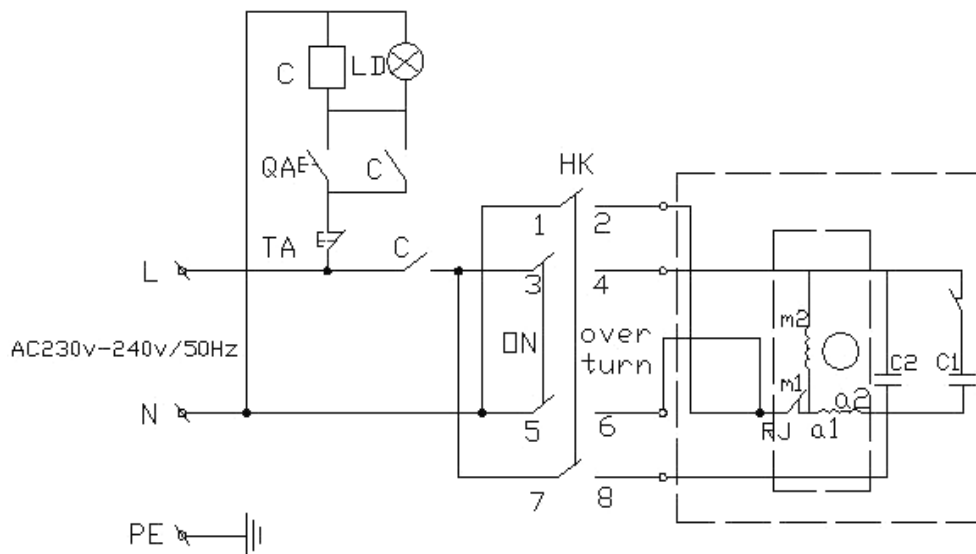 C
LD
QA
C
HK
1
2
TA
C
L
3
4
m2
AC230v-240v/50Hz
ON
over
turn
C2
C1
m1
a2
N
5
6
RJ
a1
7
8
PE